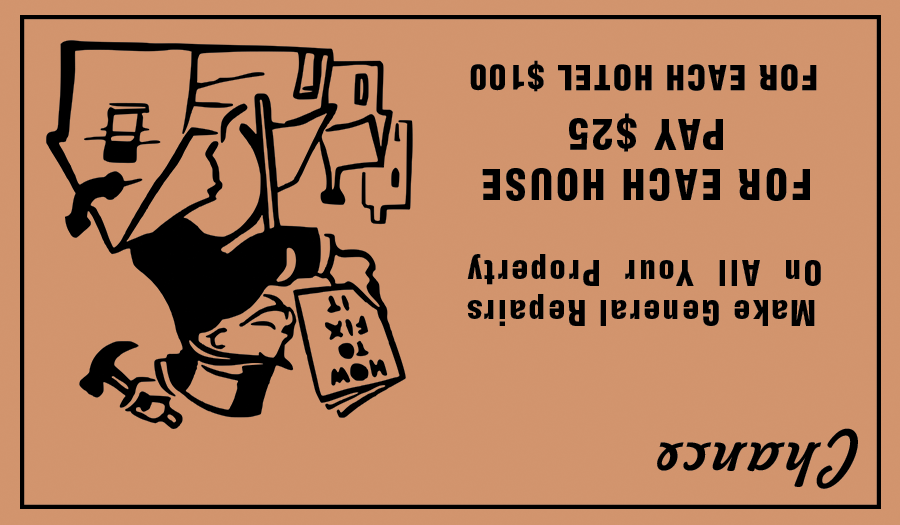 Chance
Make General Repairs
On All Your Property
FOR EACH HOUSE
PAY $25
FOR EACH HOTEL $100
HOW
TO
FIX
IT